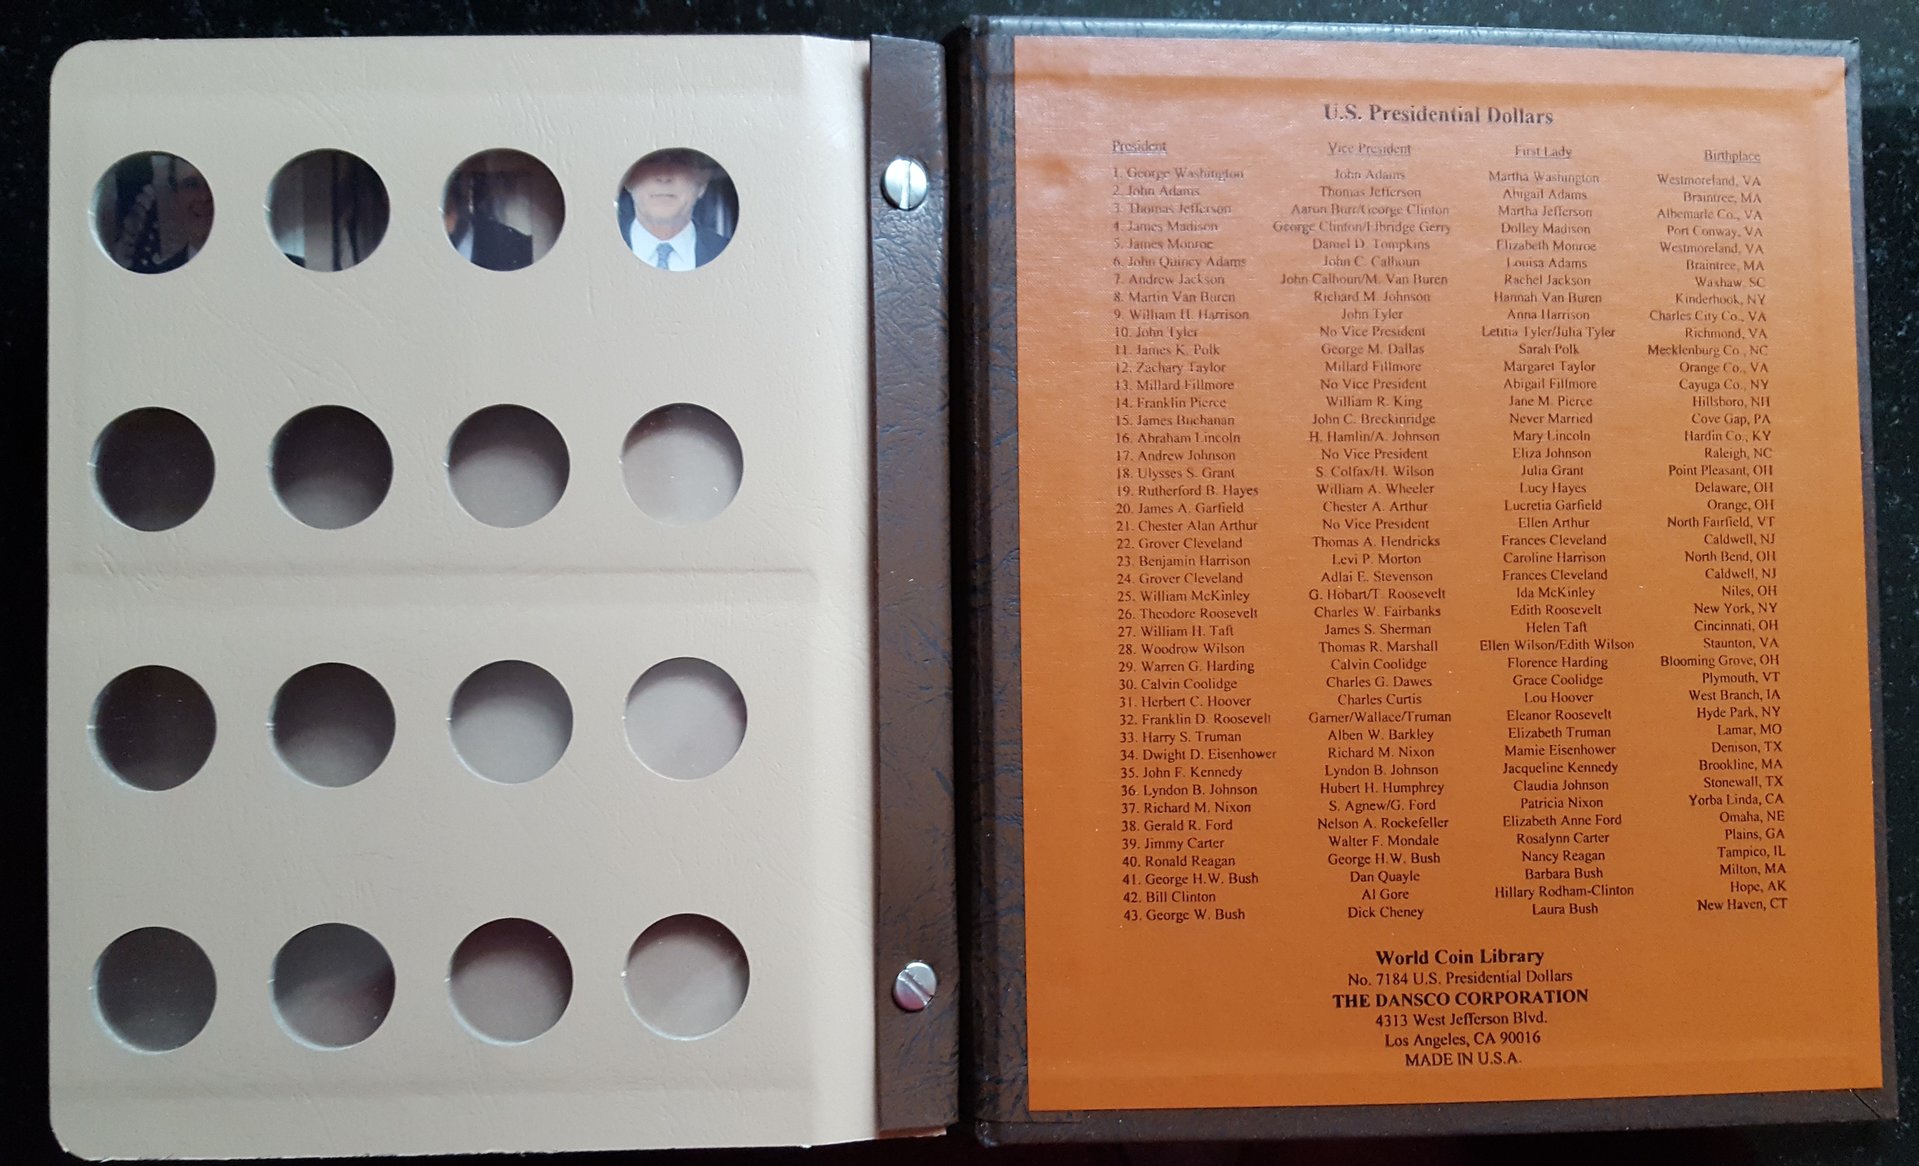 U.S. Presidential Dollars
President Vice President First Lady Birthplace
1. George Washington John Adams Martha Washington Westmoreland, VA
2. John Adams Thomas Jefferson Abigail Adams Braintree, MA
3. Thomas Jefferson Aaron Burr/George Clinton Martha Jefferson Albemarle Co., VA
4. James Madison George Clinton/Elbridge Gerry Dolley Madison Port Conway, VA
5. James Monroe Daniel D. Tompkins Elizabeth Monroe Westmoreland, VA
6. John Quincy Adams John C. Calhoun Louisa Adams Braintree, MA
7. Andrew Jackson John Calhoun/M. Van Buren Rachel Jackson Waxhaw, SC
8. Martin Van Buren Richard M. Johnson Hannah Van Buren Kinderhook, NY
9. William H. Harrison John Tyler Anna Harrison Charles City Co., VA
10. John Tyler No Vice President Letitia Tyler/Julia Tyler Richmond, VA
11. James K. Polk George M. Dallas Sarah Polk Mecklenburg Co., NC
12. Zachary Taylor Millard Fillmore Margaret Taylor Orange Co., VA
13. Millard Fillmore No Vice President Abigail Fillmore Cayuga Co., NY
14. Franklin Pierce William R. King Jane M. Pierce Hillsboro, NH
15. James Buchanan John C. Breckinridge Never Married Cove Gap, PA
16. Abraham Lincoln H. Hamlin/A. Johnson Mary Lincoln Hardin Co., KY
17. Andrew Johnson No Vice President Eliza Johnson Raleigh, NC
18. Ulysses S. Grant S. Colfax/H. Wilson Julia Grant Point Pleasant, OH
19. Rutherford B. Hayes William A. Wheeler Lucy Hayes Delaware, OH
20. James A. Garfield Chester A. Arthur Lucretia Garfield Orange, OH
21. Chester Alan Arthur No Vice President Ellen Arthur North Fairfield, VT
22. Grover Cleveland Thomas A. Hendricks Frances Cleveland Caldwell, NJ
23. Benjamin Harrison Levi P. Morton Caroline Harrison North Bend, OH
24. Grover Cleveland Adlai E. Stevenson Frances Cleveland Caldwell, NJ
25. William McKinley G. Hobart/T. Roosevelt Ida McKinley Niles, OH
26. Theodore Roosevelt Charles W. Fairbanks Edith Roosevelt New York, NY
27. William H. Taft James S. Sherman Helen Taft Cincinnati, OH
28. Woodrow Wilson Thomas R. Marshall Ellen Wilson/Edith Wilson Staunton, VA
29. Warren G. Harding Calvin Coolidge Florence Harding Blooming Grove, OH
30. Calvin Coolidge Charles G. Dawes Grace Coolidge Plymouth, VT
31. Herbert C. Hoover Charles Curtis Lou Hoover West Branch, IA
32. Franklin D. Roosevelt Garner/Wallace/Truman Eleanor Roosevelt Hyde Park, NY
33. Harry S. Truman Alben W. Barkley Elizabeth Truman Lamar, MO
34. Dwight D. Eisenhower Richard M. Nixon Mamie Eisenhower Denison, TX
35. John F. Kennedy Lyndon B. Johnson Jacqueline Kennedy Brookline, MA
36. Lyndon B. Johnson Hubert H. Humphrey Claudia Johnson Stonewall, TX
37. Richard M. Nixon S. Agnew/G. Ford Patricia Nixon Yorba Linda, CA
38. Gerald R. Ford Nelson A. Rockefeller Elizabeth Anne Ford Omaha, NE
39. Jimmy Carter Walter F. Mondale Rosalynn Carter Plains, GA
40. Ronald Reagan George H.W. Bush Nancy Reagan Tampico, IL
41. George H.W. Bush Dan Quayle Barbara Bush Milton, MA
42. Bill Clinton Al Gore Hillary Rodham-Clinton Hope, AK
43. George W. Bush Dick Cheney Laura Bush New Haven, CT
World Coin Library
No. 7184 U.S. Presidential Dollars
THE DANSCO CORPORATION
4313 West Jefferson Blvd.
Los Angeles, CA 90016
MADE IN U.S.A.